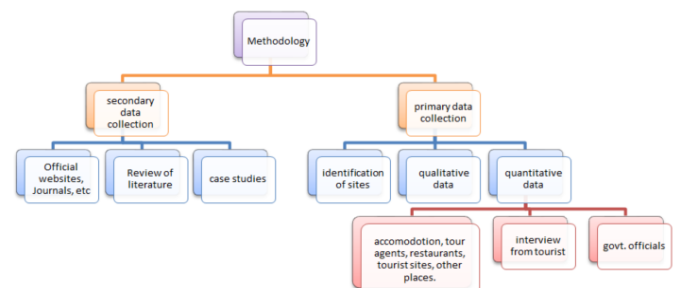 Methodology
secondary
data
collection
primary data
collection
Official
websites,
Journals, etc
Review of
literature
case studies
identification
of sites
qualitative
data
quantitative
data
accomodotion, tour
agents, restaurants,
tourist sites, other
places.
interview
from tourist
govt. officials